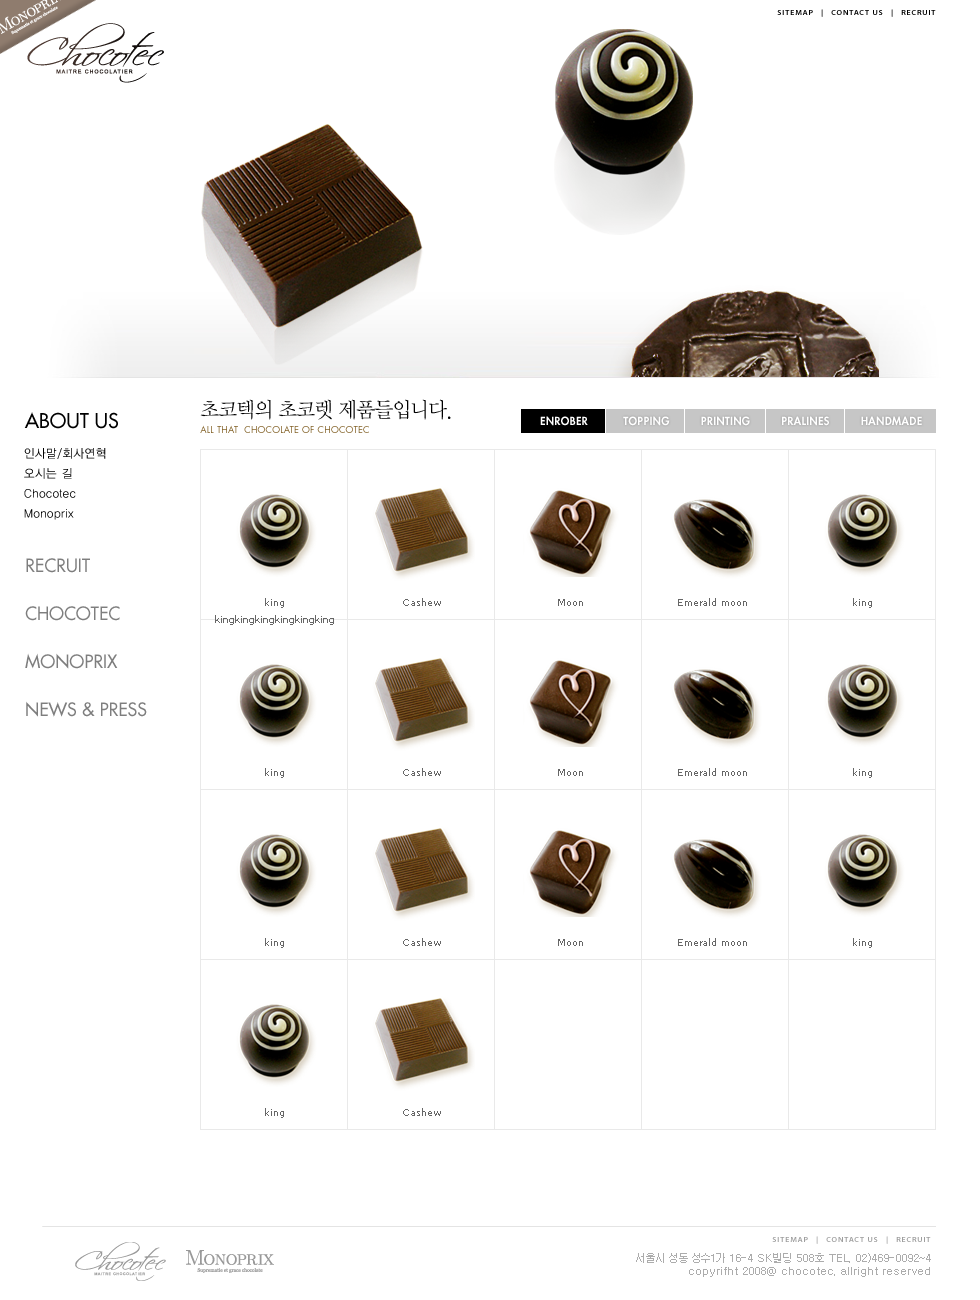 MONOPRIX
Chocotec
MAITRE CHOCOLATIER
SITEMAP | CONTACT US | RECRUIT
ABOUT US
인사말/회사연혁
오시는 길
Chocotec
Monoprix
RECRUIT
CHOCOTEC
MONOPRIX
NEWS & PRESS
초코텍의 초코렛 제품들입니다.
ALL THAT CHOCOLATE OF CHOCOTEC
ENROBER TOPPING PRINTING PRALINES HANDMADE
king Cashew Moon Emerald moon king
kingkingkingkingkingking
king Cashew Moon Emerald moon king
king Cashew Moon Emerald moon king
king Cashew
Chocotec
MAITRE CHOCOLATIER
MONOPRIX
SITEMAP | CONTACT US | RECRUIT
서울시 성동 성수1가 16-4 SK빌딩 508호 TEL, 02)469-0092~4
copyrifht 2008@ chocotec, allright reserved